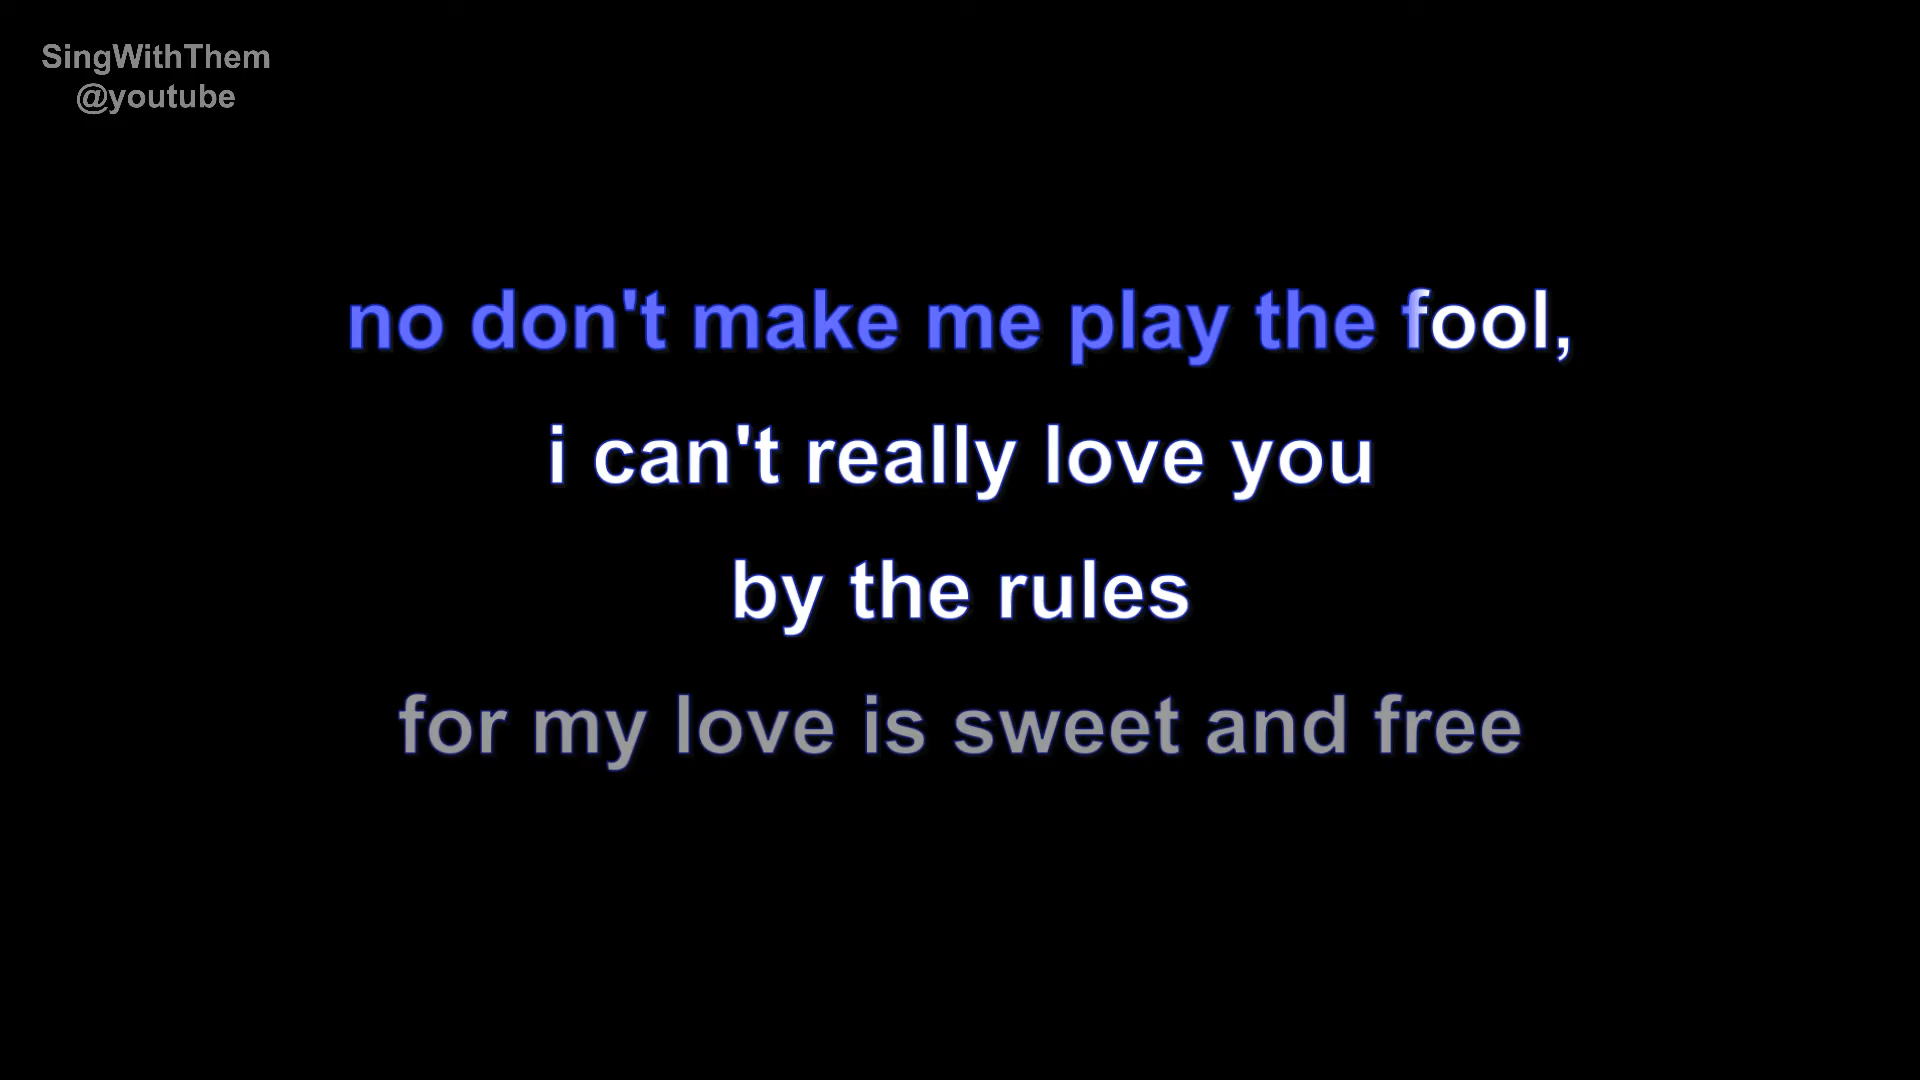 SingWithThem
@youtube
no don't make me play the fool,
i can't really love you
by the rules
for my love is sweet and free